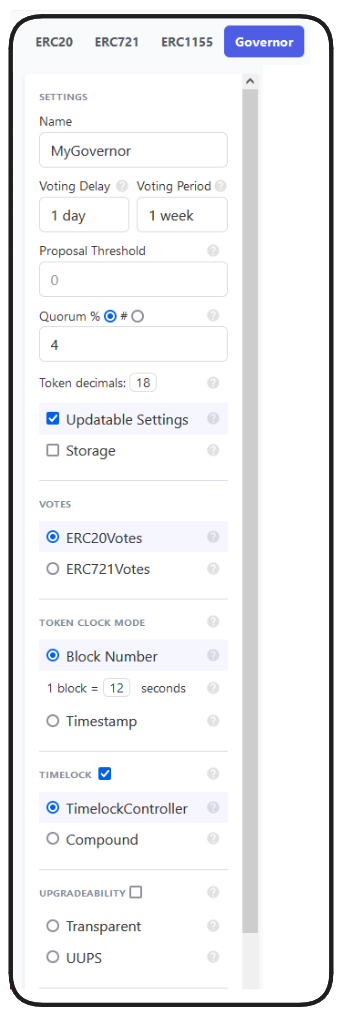 ERC20 ERC721 ERC1155 Governor
SETTINGS
Name
MyGovernor
Voting Delay ? Voting Period ?
1 day 1 week
Proposal Threshold ?
0
Quorum % # ?
4
Token decimals: 18 ?
Updatable Settings ?
Storage ?
VOTES
ERC20Votes ?
ERC721Votes ?
TOKEN CLOCK MODE ?
Block Number ?
1 block = 12 seconds ?
Timestamp ?
TIMELOCK ?
TimelockController ?
Compound ?
UPGRADEABILITY ?
Transparent ?
UUPS ?